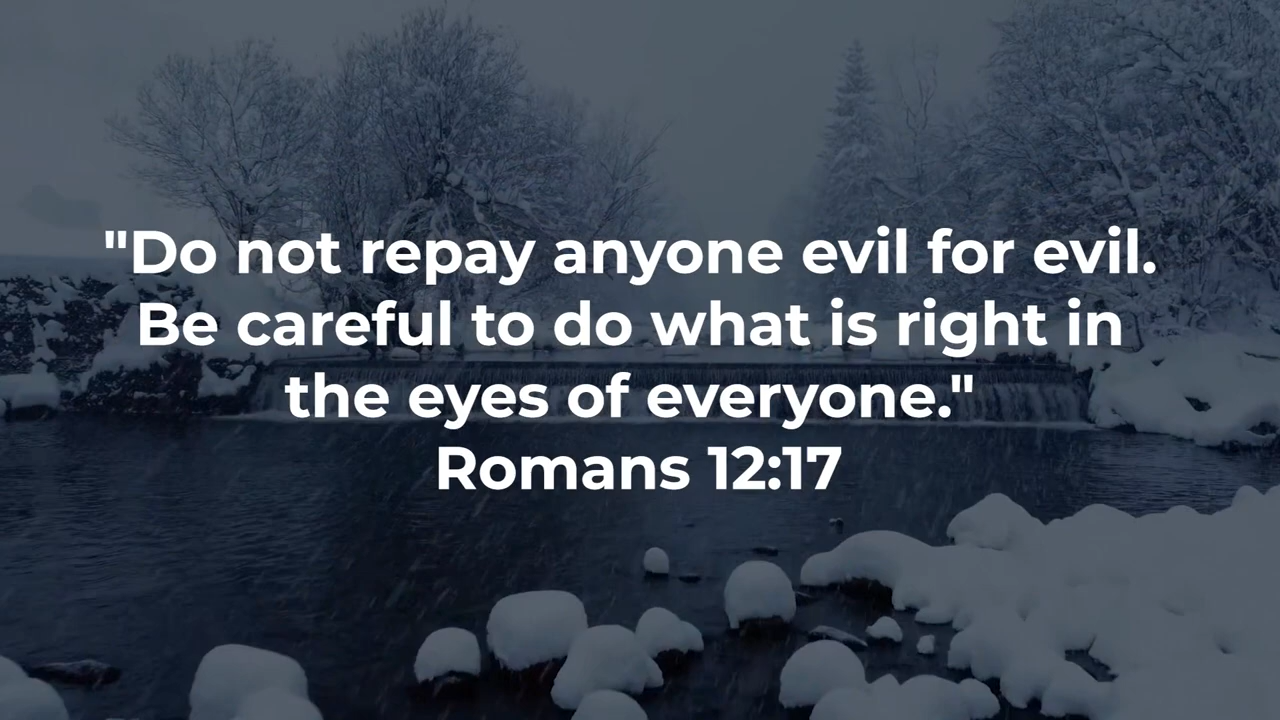 "Do not repay anyone evil for evil.
Be careful to do what is right in
the eyes of everyone."
Romans 12:17